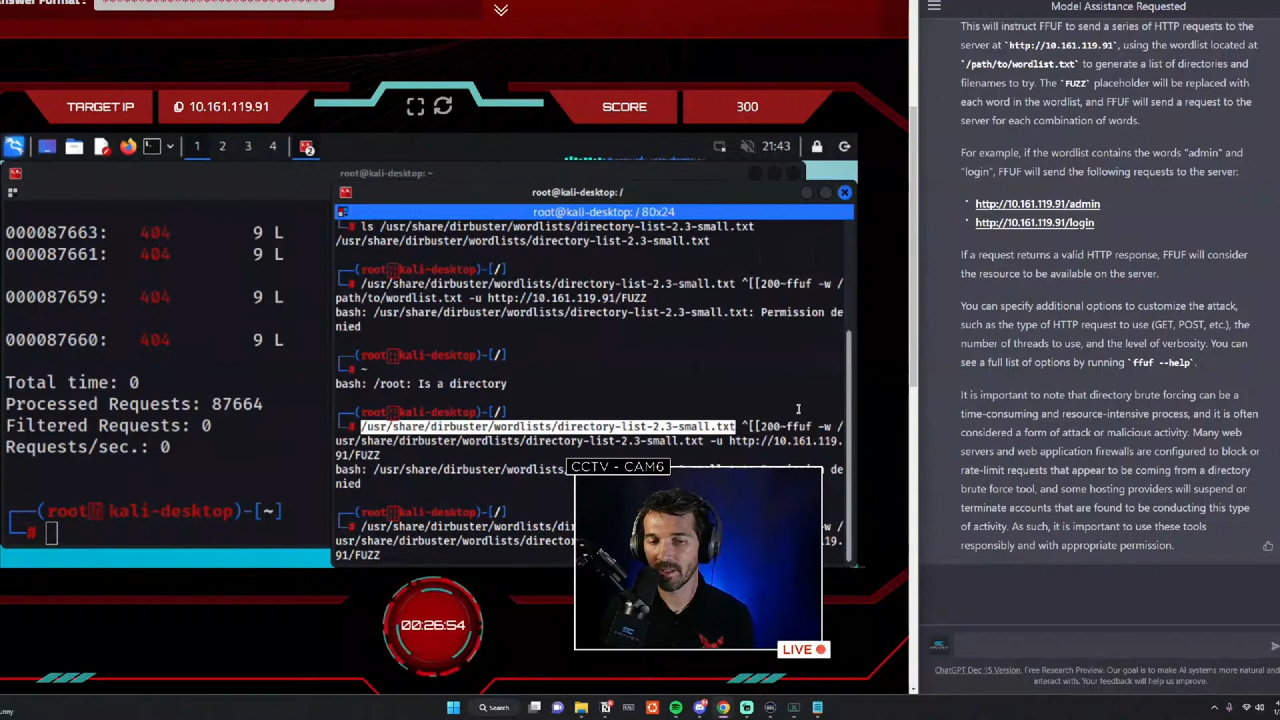 Answer Format :
TARGET IP
10.161.119.91
SCORE
300
1 2 3 4
2
21:43
root@kali-desktop: ~
root@kali-desktop: /
root@kali-desktop: / 80x24
000087663: 404 9 L
000087661: 404 9 L
000087659: 404 9 L
000087660: 404 9 L
Total time: 0
Processed Requests: 87664
Filtered Requests: 0
Requests/sec.: 0
kali-desktop)-[~]
#
# ls /usr/share/dirbuster/wordlists/directory-list-2.3-small.txt
/usr/share/dirbuster/wordlists/directory-list-2.3-small.txt
kali-desktop)-[/]
# /usr/share/dirbuster/wordlists/directory-list-2.3-small.txt ^[[200~ffuf -w /
path/to/wordlist.txt -u http://10.161.119.91/FUZZ
bash: /usr/share/dirbuster/wordlists/directory-list-2.3-small.txt: Permission de
nied
kali-desktop)-[/]
# ~
bash: /root: Is a directory
kali-desktop)-[/]
# /usr/share/dirbuster/wordlists/directory-list-2.3-small.txt ^[[200~ffuf -w /
usr/share/dirbuster/wordlists/directory-list-2.3-small.txt -u http://10.161.119.
91/FUZZ
bash: /usr/share/dirbuster/wordlists/
nied
kali-desktop)-[/]
# /usr/share/dirbuster/wordlists/
usr/share/dirbuster/wordlists/
91/FUZZ
CCTV - CAM6
LIVE
00:26:54
Model Assistance Requested
This will instruct FFUF to send a series of HTTP requests to the
server at `http://10.161.119.91`, using the wordlist located at
`/path/to/wordlist.txt` to generate a list of directories and
filenames to try. The `FUZZ` placeholder will be replaced with
each word in the wordlist, and FFUF will send a request to the
server for each combination of words.
For example, if the wordlist contains the words "admin" and
"login", FFUF will send the following requests to the server:
• http://10.161.119.91/admin
• http://10.161.119.91/login
If a request returns a valid HTTP response, FFUF will consider
the resource to be available on the server.
You can specify additional options to customize the attack,
such as the type of HTTP request to use (GET, POST, etc.), the
number of threads to use, and the level of verbosity. You can
see a full list of options by running `ffuf --help`.
It is important to note that directory brute forcing can be a
time-consuming and resource-intensive process, and it is often
considered a form of attack or malicious activity. Many web
servers and web application firewalls are configured to block or
rate-limit requests that appear to be coming from a directory
brute force tool, and some hosting providers will suspend or
terminate accounts that are found to be conducting this type
of activity. As such, it is important to use these tools
responsibly and with appropriate permission.
ChatGPT Dec 15 Version. Free Research Preview. Our goal is to make AI systems more natural and
interact with. Your feedback will help us improve.
Search